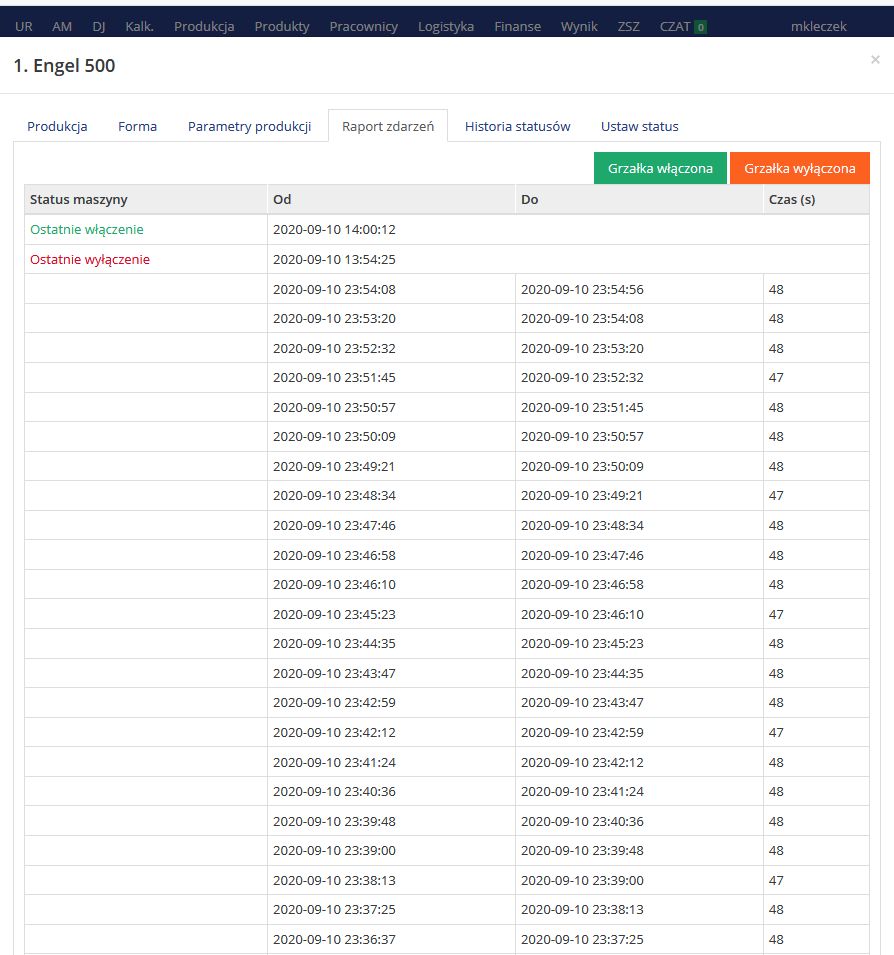 UR AM DJ Kalk. Produkcja Produkty Pracownicy Logistyka Finanse Wynik ZSZ CZAT 0 mkleczek
1. Engel 500 ×
Produkcja Forma Parametry produkcji Raport zdarzeń Historia statusów Ustaw status
Grzałka włączona Grzałka wyłączona
Status maszyny Od Do Czas (s)
Ostatnie włączenie 2020-09-10 14:00:12
Ostatnie wyłączenie 2020-09-10 13:54:25
2020-09-10 23:54:08 2020-09-10 23:54:56 48
2020-09-10 23:53:20 2020-09-10 23:54:08 48
2020-09-10 23:52:32 2020-09-10 23:53:20 48
2020-09-10 23:51:45 2020-09-10 23:52:32 47
2020-09-10 23:50:57 2020-09-10 23:51:45 48
2020-09-10 23:50:09 2020-09-10 23:50:57 48
2020-09-10 23:49:21 2020-09-10 23:50:09 48
2020-09-10 23:48:34 2020-09-10 23:49:21 47
2020-09-10 23:47:46 2020-09-10 23:48:34 48
2020-09-10 23:46:58 2020-09-10 23:47:46 48
2020-09-10 23:46:10 2020-09-10 23:46:58 48
2020-09-10 23:45:23 2020-09-10 23:46:10 47
2020-09-10 23:44:35 2020-09-10 23:45:23 48
2020-09-10 23:43:47 2020-09-10 23:44:35 48
2020-09-10 23:42:59 2020-09-10 23:43:47 48
2020-09-10 23:42:12 2020-09-10 23:42:59 47
2020-09-10 23:41:24 2020-09-10 23:42:12 48
2020-09-10 23:40:36 2020-09-10 23:41:24 48
2020-09-10 23:39:48 2020-09-10 23:40:36 48
2020-09-10 23:39:00 2020-09-10 23:39:48 48
2020-09-10 23:38:13 2020-09-10 23:39:00 47
2020-09-10 23:37:25 2020-09-10 23:38:13 48
2020-09-10 23:36:37 2020-09-10 23:37:25 48